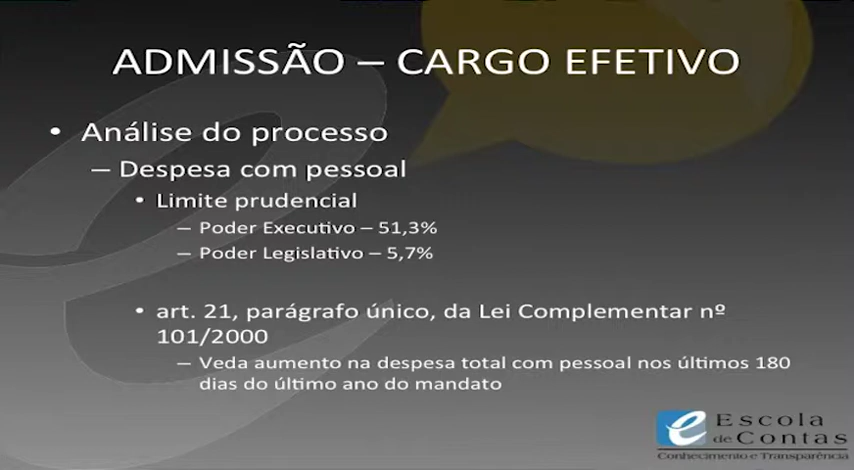 ADMISSÃO – CARGO EFETIVO
• Análise do processo
– Despesa com pessoal
• Limite prudencial
– Poder Executivo – 51,3%
– Poder Legislativo – 5,7%
• art. 21, parágrafo único, da Lei Complementar nº
101/2000
– Veda aumento na despesa total com pessoal nos últimos 180
dias do último ano do mandato
e Escola
de Contas
Conhecimento e Transparência